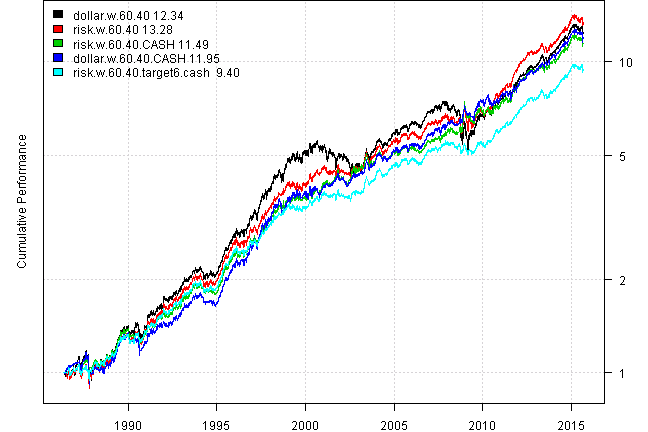 dollar.w.60.40 12.34
risk.w.60.40 13.28
risk.w.60.40.CASH 11.49
dollar.w.60.40.CASH 11.95
risk.w.60.40.target6.cash 9.40
Cumulative Performance
10
5
2
1
1990 1995 2000 2005 2010 2015